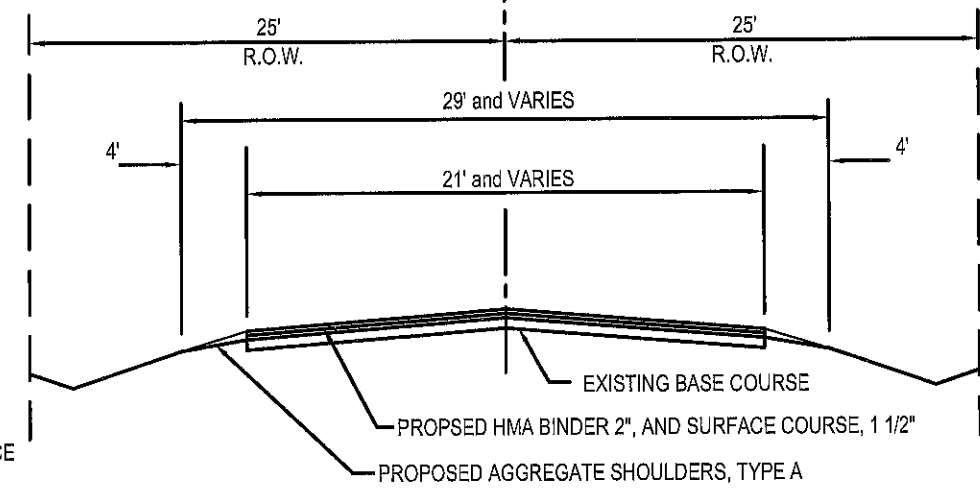 25'
R.O.W.
25'
R.O.W.
29' and VARIES
4'
4'
21' and VARIES
EXISTING BASE COURSE
PROPSED HMA BINDER 2", AND SURFACE COURSE, 1 1/2"
PROPOSED AGGREGATE SHOULDERS, TYPE A